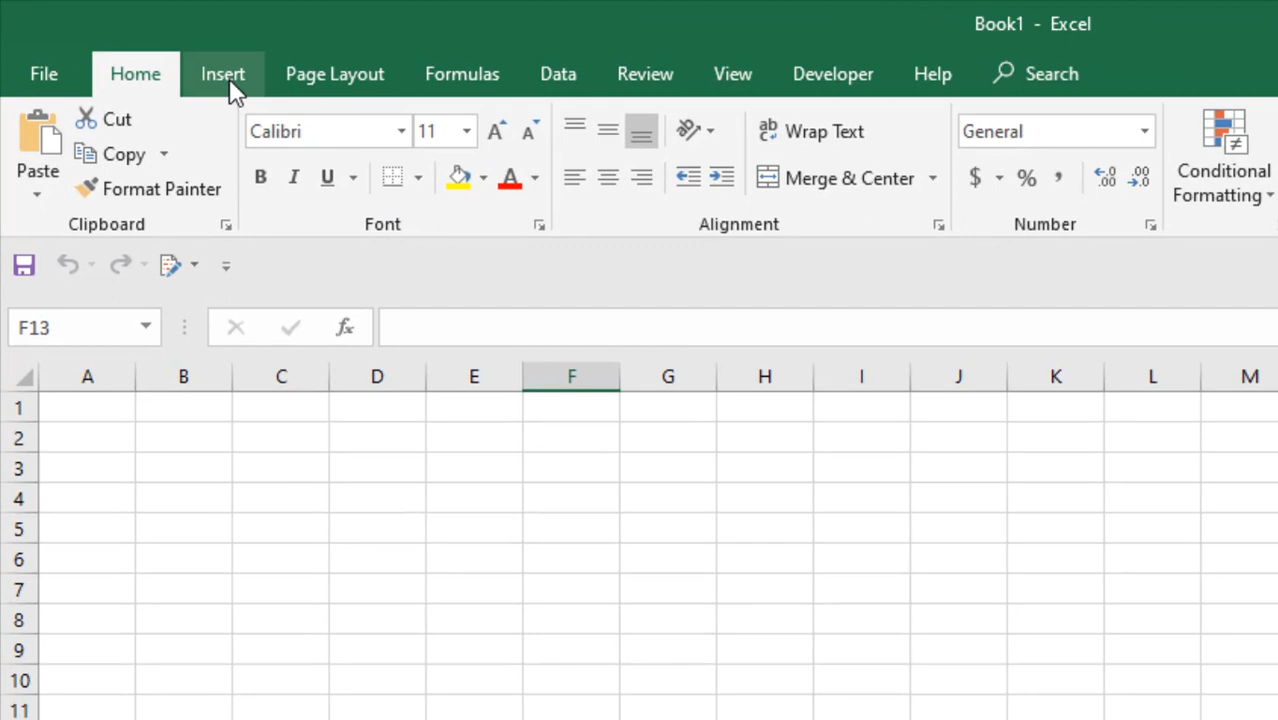 Book1 - Excel
File Home Insert Page Layout Formulas Data Review View Developer Help Search
Cut
Calibri 11
Wrap Text
General
Copy
Paste
Conditional
Formatting
B I U
Merge & Center
$ % ,
Format Painter
Clipboard Font Alignment Number
F13
fx
A B C D E F G H I J K L M
1
2
3
4
5
6
7
8
9
10
11